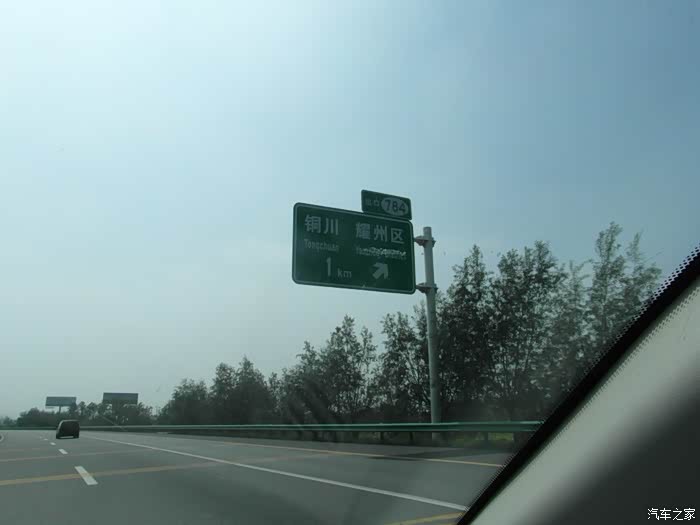 出口 784
铜川 耀州区
Tongchuan
1 km
汽车之家